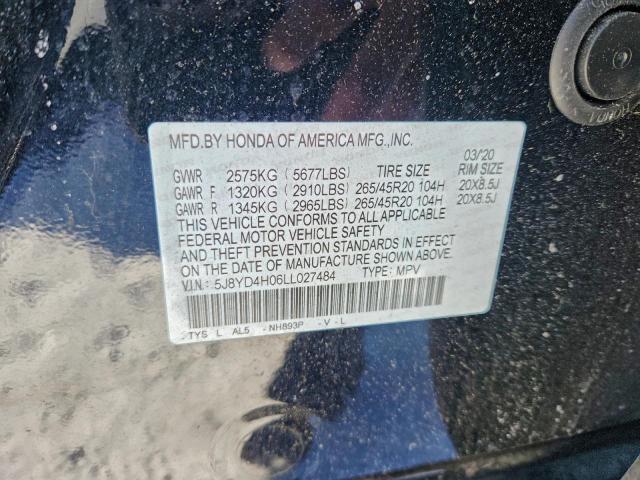 MFD.BY HONDA OF AMERICA MFG.,INC.
03/20
GVWR 2575KG ( 5677LBS) TIRE SIZE RIM SIZE
GAWR F 1320KG ( 2910LBS) 265/45R20 104H 20X8.5J
GAWR R 1345KG ( 2965LBS) 265/45R20 104H 20X8.5J
THIS VEHICLE CONFORMS TO ALL APPLICABLE
FEDERAL MOTOR VEHICLE SAFETY
AND THEFT PREVENTION STANDARDS IN EFFECT
ON THE DATE OF MANUFACTURE SHOWN ABOVE.
V.I.N.: 5J8YD4H06LL027484 TYPE: MPV
TYS L AL5 - NH893P - V - L